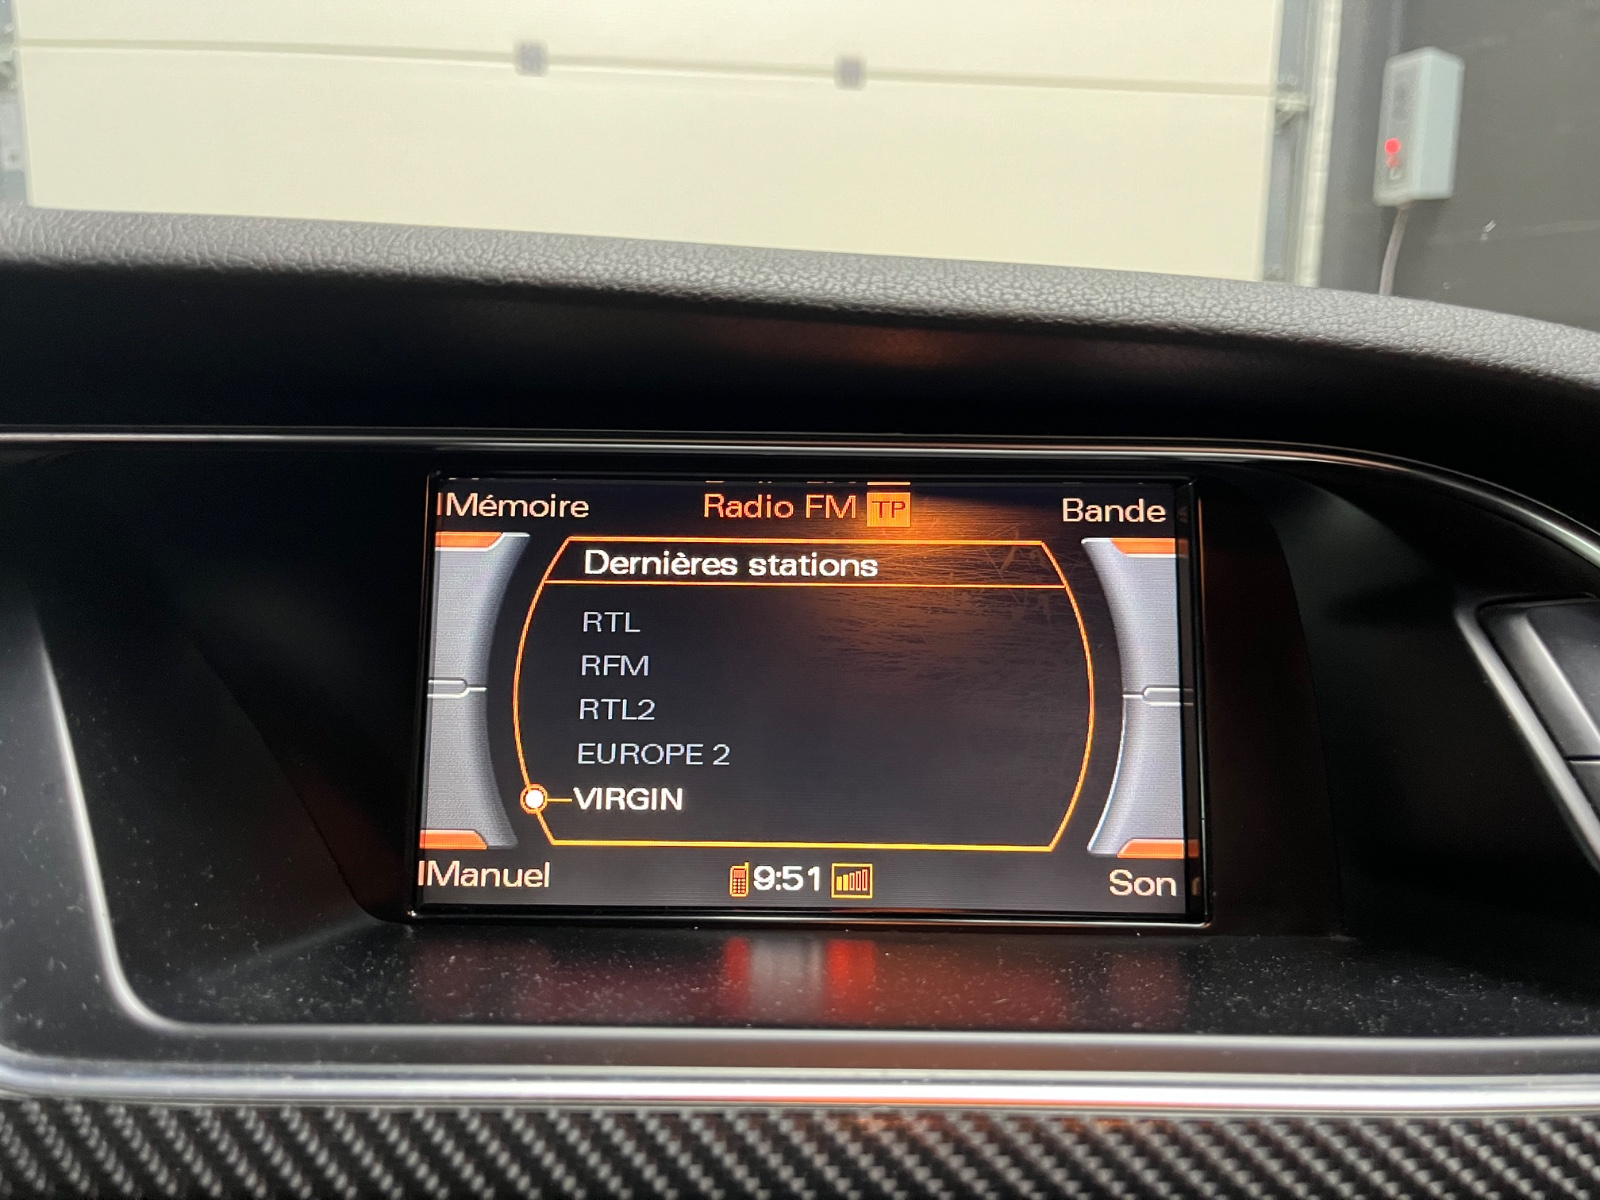 Mémoire
Radio FM TP
Bande
Dernières stations
RTL
RFM
RTL2
EUROPE 2
VIRGIN
Manuel
9:51
Son